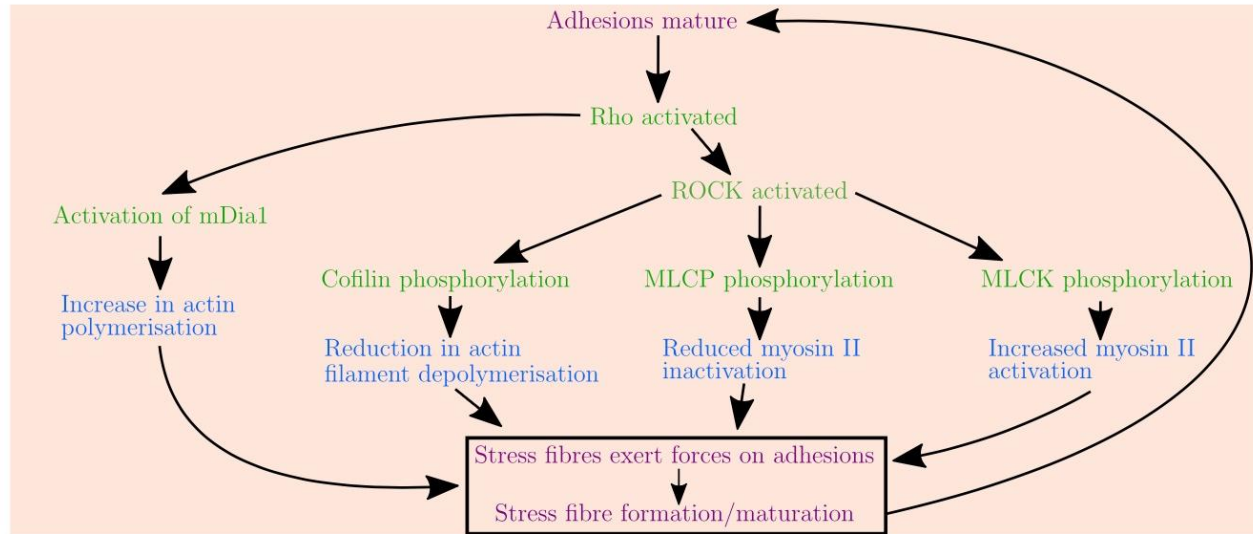 Adhesions mature
Rho activated
ROCK activated
Activation of mDia1
Cofilin phosphorylation
MLCP phosphorylation
MLCK phosphorylation
Increase in actin
polymerisation
Reduction in actin
filament depolymerisation
Reduced myosin II
inactivation
Increased myosin II
activation
Stress fibres exert forces on adhesions
Stress fibre formation/maturation